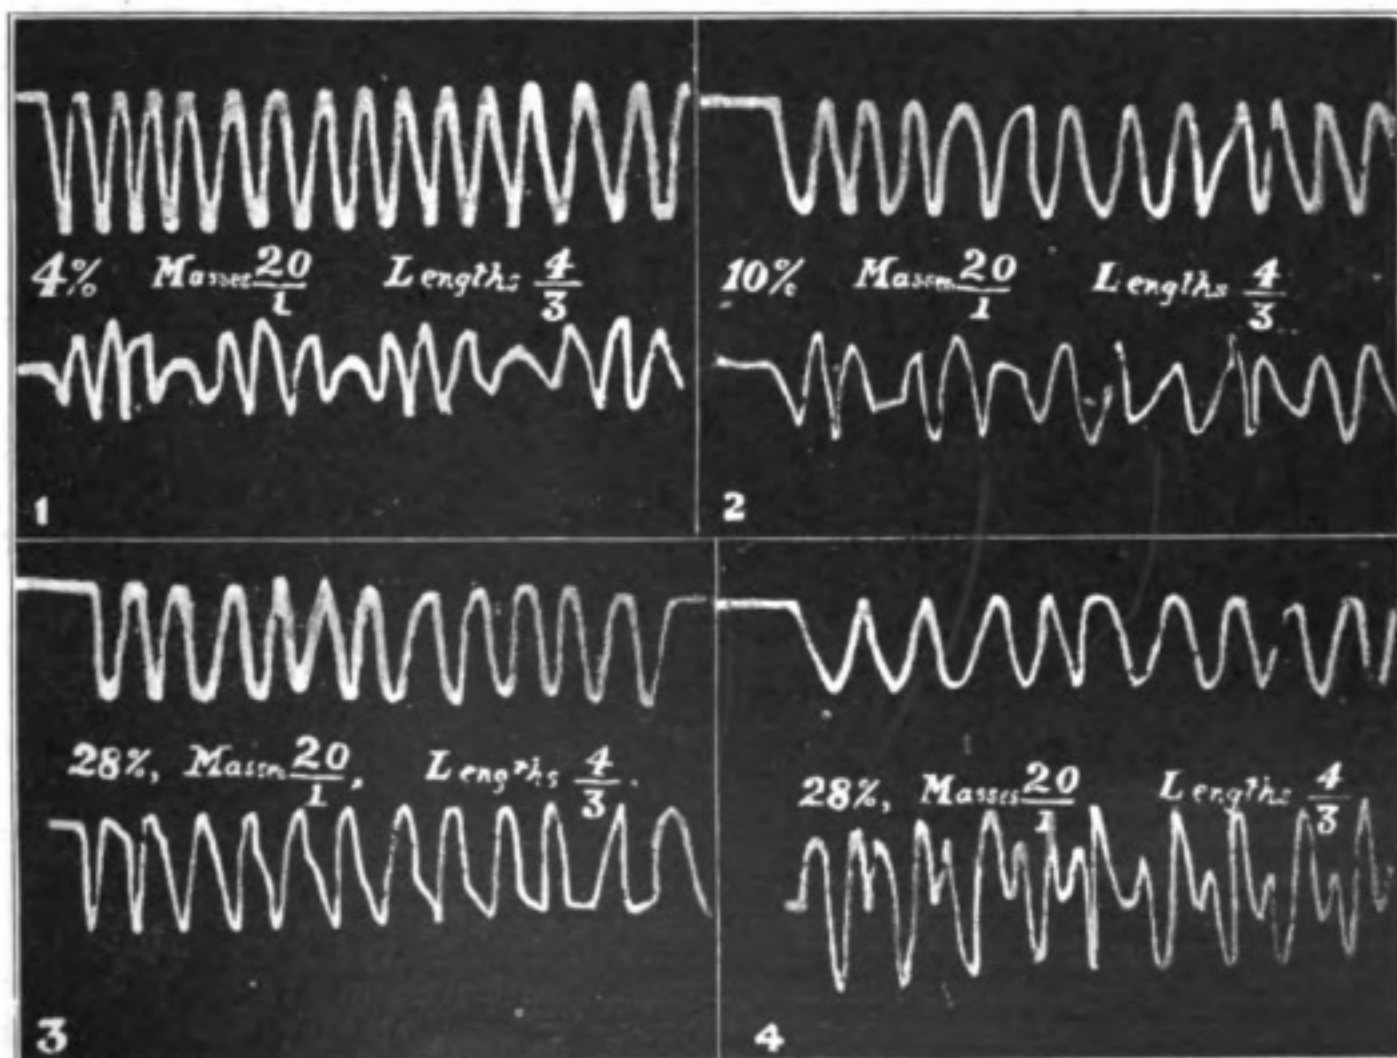 4% Masses 20/1 Lengths 4/3
1
10% Masses 20/1 Lengths 4/3
2
28%, Masses 20/1, Lengths 4/3.
3
28%, Masses 20/1 Lengths 4/3
4